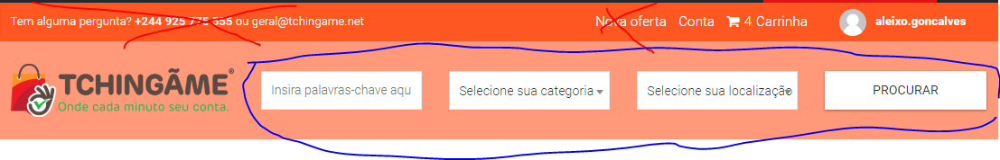 Tem alguma pergunta? +244 925 775 555 ou geral@tchingame.net
Nova oferta Conta 4 Carrinha aleixo.goncalves
TCHINGÃME®
Onde cada minuto seu conta.
Insira palavras-chave aqu
Selecione sua categoria
Selecione sua localização
PROCURAR